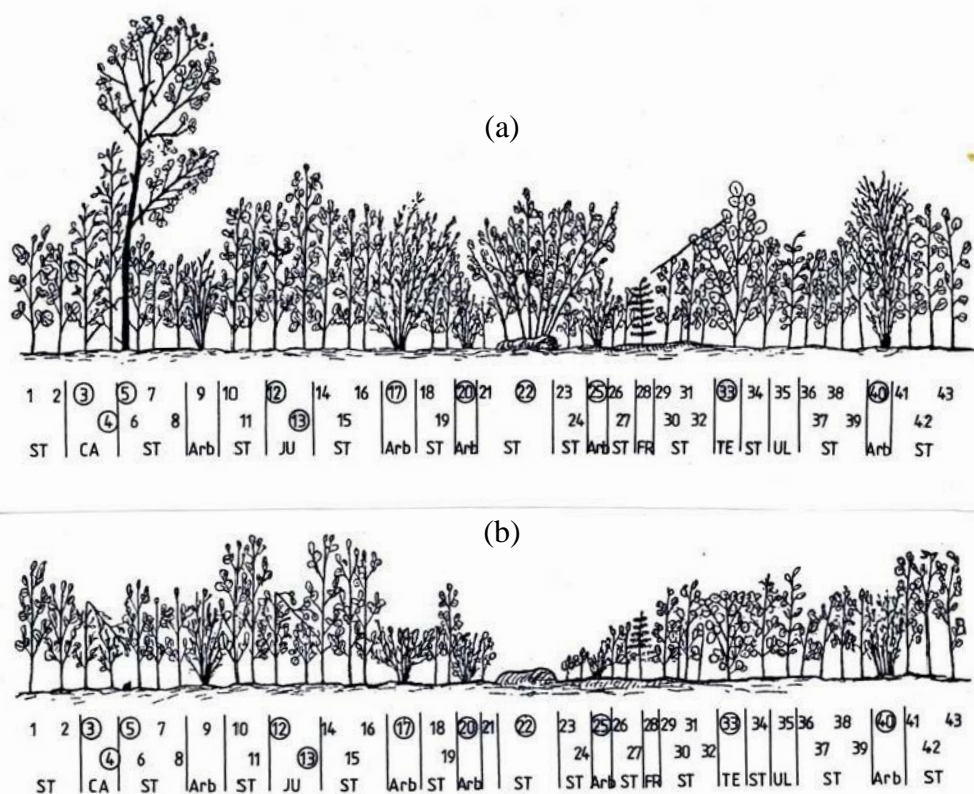 (a)
1 2 3 5 7 9 10 12 14 16 17 18 20 21 22 23 25 26 28 29 31 33 34 35 36 38 40 41 43
4 6 8 11 13 15 19 24 27 30 32 37 39 42
ST CA ST Arb ST JU ST Arb ST Arb ST ST Arb ST FR ST TE ST UL ST Arb ST
(b)
1 2 3 5 7 9 10 12 14 16 17 18 20 21 22 23 25 26 28 29 31 33 34 35 36 38 40 41 43
4 6 8 11 13 15 19 24 27 30 32 37 39 42
ST CA ST Arb ST JU ST Arb ST Arb ST ST Arb ST FR ST TE ST UL ST Arb ST